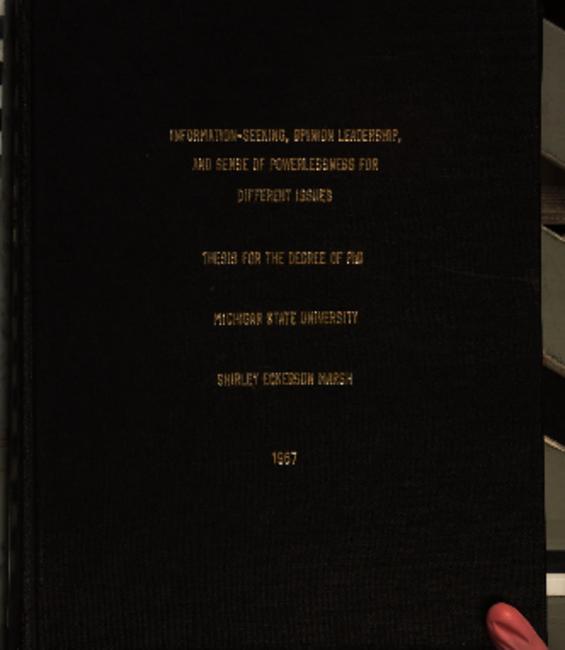 INFORMATION-SEEKING, OPINION LEADERSHIP,
AND SENSE OF POWERLESSNESS FOR
DIFFERENT ISSUES
THESIS FOR THE DEGREE OF
MICHIGAN STATE UNIVERSITY
SHIRLEY ECKERSON MARSH
1967